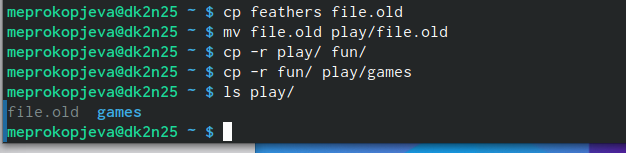 meprokopjeva@dk2n25 ~ $ cp feathers file.old
meprokopjeva@dk2n25 ~ $ mv file.old play/file.old
meprokopjeva@dk2n25 ~ $ cp -r play/ fun/
meprokopjeva@dk2n25 ~ $ cp -r fun/ play/games
meprokopjeva@dk2n25 ~ $ ls play/
file.old  games
meprokopjeva@dk2n25 ~ $